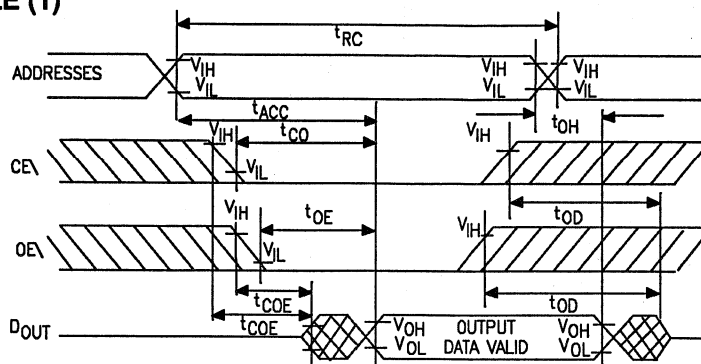 LE (1)
tRC
ADDRESSES
VIH
VIL
VIH
VIL
VIH
VIL
tACC
tOH
VIH
tCO
VIH
CE\
VIL
tOD
VIH
tOE
VIH
OE\
VIL
tCOE
tOD
tCOE
DOUT
VOH
VOL
OUTPUT
DATA VALID
VOH
VOL